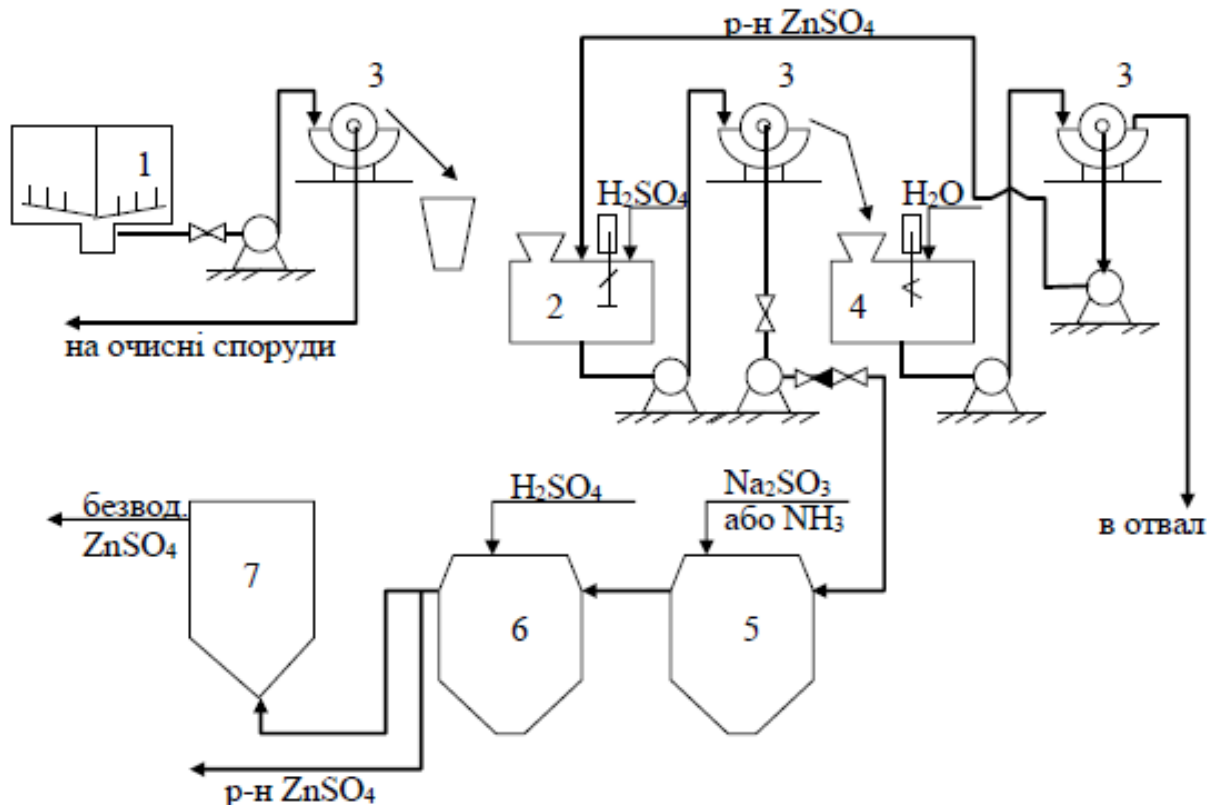 р-н ZnSO₄
3
3
3
1
H₂SO₄
H₂O
2
4
на очисні споруди
H₂SO₄
Na₂SO₃
або NH₃
безвод.
ZnSO₄
в отвал
7
6
5
р-н ZnSO₄